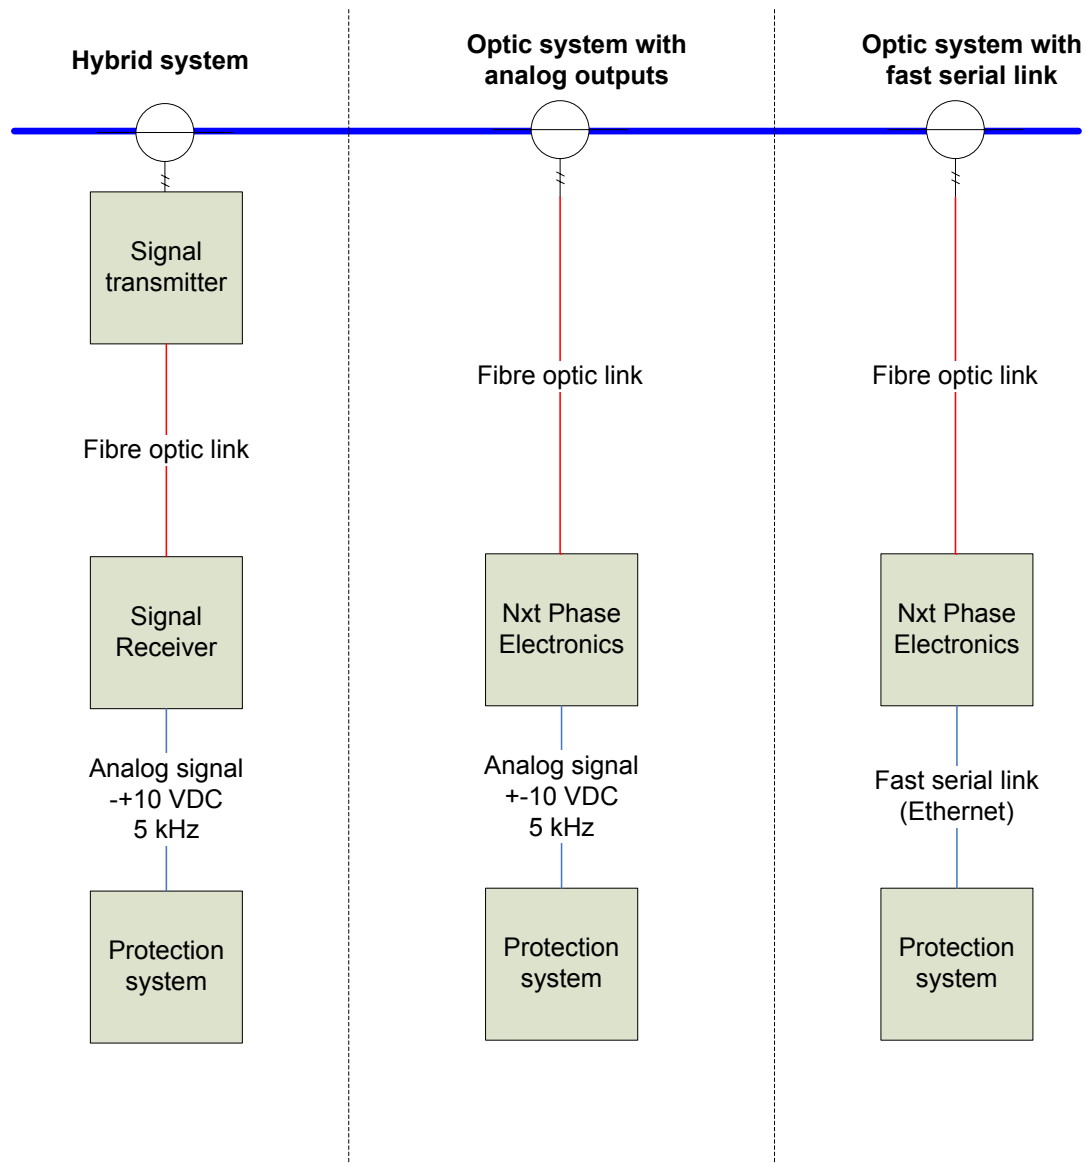 Hybrid system
Signal
transmitter
Fibre optic link
Signal
Receiver
Analog signal
-+10 VDC
5 kHz
Protection
system
Optic system with
analog outputs
Fibre optic link
Nxt Phase
Electronics
Analog signal
+-10 VDC
5 kHz
Protection
system
Optic system with
fast serial link
Fibre optic link
Nxt Phase
Electronics
Fast serial link
(Ethernet)
Protection
system